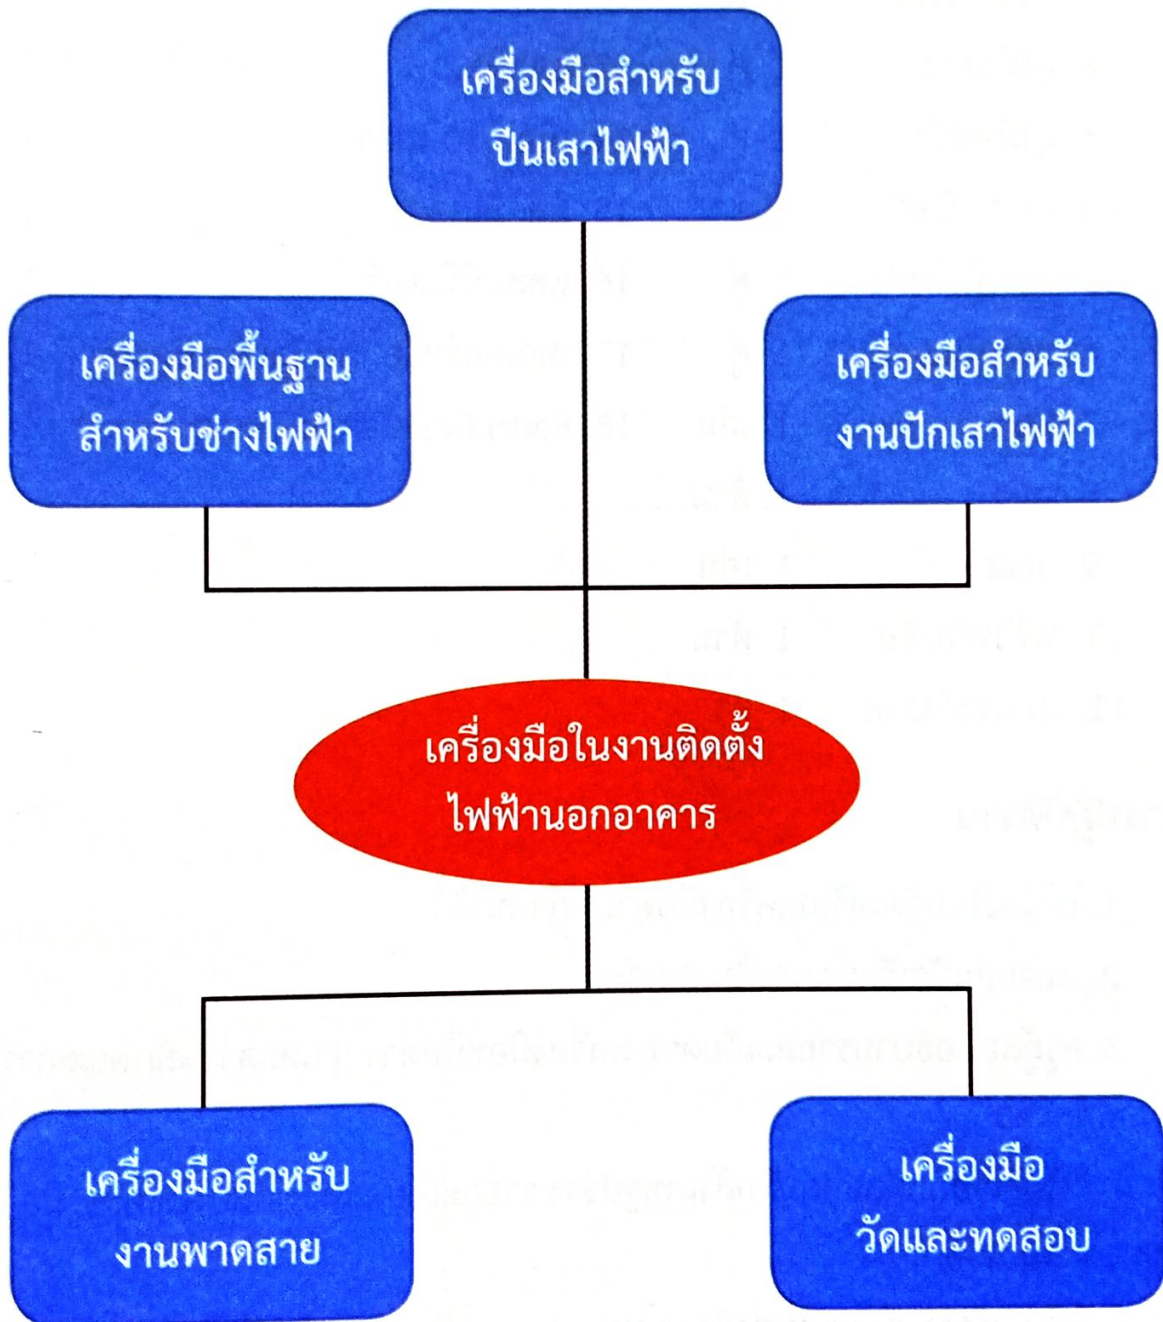 เครื่องมือสำหรับ
ปีนเสาไฟฟ้า
เครื่องมือพื้นฐาน
สำหรับช่างไฟฟ้า
เครื่องมือสำหรับ
งานปักเสาไฟฟ้า
เครื่องมือในงานติดตั้ง
ไฟฟ้านอกอาคาร
เครื่องมือสำหรับ
งานพาดสาย
เครื่องมือ
วัดและทดสอบ